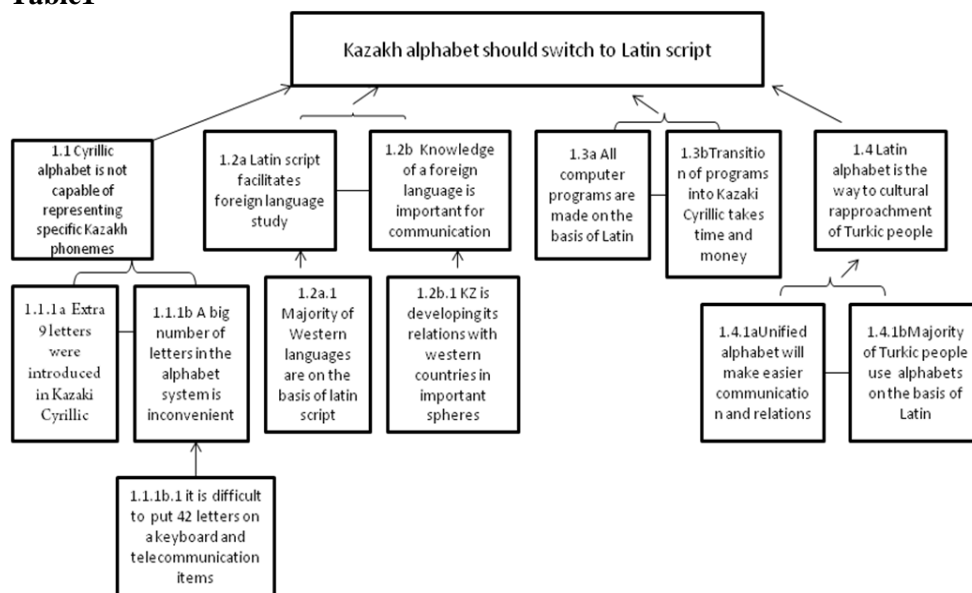 Table1
Kazakh alphabet should switch to Latin script
1.1 Cyrillic
alphabet is not
capable of
representing
specific Kazakh
phonemes
1.2a Latin script
facilitates
foreign language
study
1.2b Knowledge
of a foreign
language is
important for
communication
1.3a All
computer
programs are
made on the
basis of Latin
1.3bTransitio
n of programs
into Kazaki
Cyrillic takes
time and
money
1.4 Latin
alphabet is the
way to cultural
rapproachment
of Turkic people
1.1.1a Extra
9 letters
were
introduced
in Kazaki
Cyrillic
1.1.1b A big
number of
letters in the
alphabet
system is
inconvenient
1.2a.1
Majority of
Western
languages
are on the
basis of latin
script
1.2b.1 KZ is
developing its
relations with
western
countries in
important
spheres
1.4.1aUnified
alphabet will
make easier
communicatio
n and relations
1.4.1bMajority
of Turkic people
use alphabets
on the basis of
Latin
1.1.1b.1 it is difficult
to put 42 letters on
a keyboard and
telecommunication
items